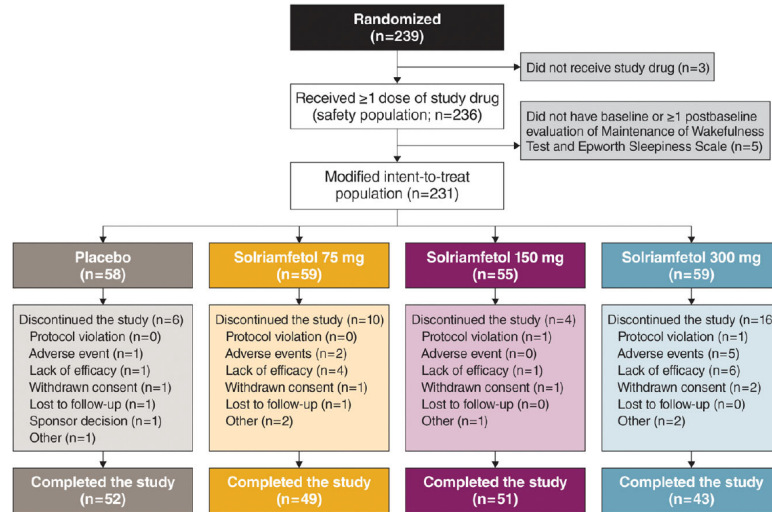 Randomized
(n=239)
Did not receive study drug (n=3)
Received ≥1 dose of study drug
(safety population; n=236)
Did not have baseline or ≥1 postbaseline
evaluation of Maintenance of Wakefulness
Test and Epworth Sleepiness Scale (n=5)
Modified intent-to-treat
population (n=231)
Placebo
(n=58)
Discontinued the study (n=6)
Protocol violation (n=0)
Adverse event (n=1)
Lack of efficacy (n=1)
Withdrawn consent (n=1)
Lost to follow-up (n=1)
Sponsor decision (n=1)
Other (n=1)
Completed the study
(n=52)
Solriamfetol 75 mg
(n=59)
Discontinued the study (n=10)
Protocol violation (n=0)
Adverse events (n=2)
Lack of efficacy (n=4)
Withdrawn consent (n=1)
Lost to follow-up (n=1)
Other (n=2)
Completed the study
(n=49)
Solriamfetol 150 mg
(n=55)
Discontinued the study (n=4)
Protocol violation (n=1)
Adverse event (n=0)
Lack of efficacy (n=1)
Withdrawn consent (n=1)
Lost to follow-up (n=0)
Other (n=1)
Completed the study
(n=51)
Solriamfetol 300 mg
(n=59)
Discontinued the study (n=16)
Protocol violation (n=1)
Adverse events (n=5)
Lack of efficacy (n=6)
Withdrawn consent (n=2)
Lost to follow-up (n=0)
Other (n=2)
Completed the study
(n=43)